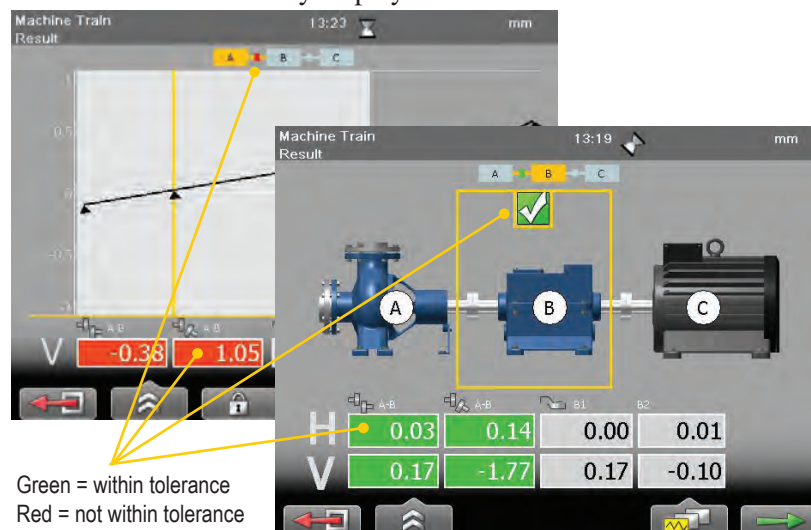 Machine Train 13:23 mm
Result
A B C
1
0.5
0
-0.5
-1
A-B A-B
V -0.38 1.05
Machine Train 13:19 mm
Result
A B C
A B C
A-B A-B B1 B2
H 0.03 0.14 0.00 0.01
V 0.17 -1.77 0.17 -0.10
Green = within tolerance
Red = not within tolerance